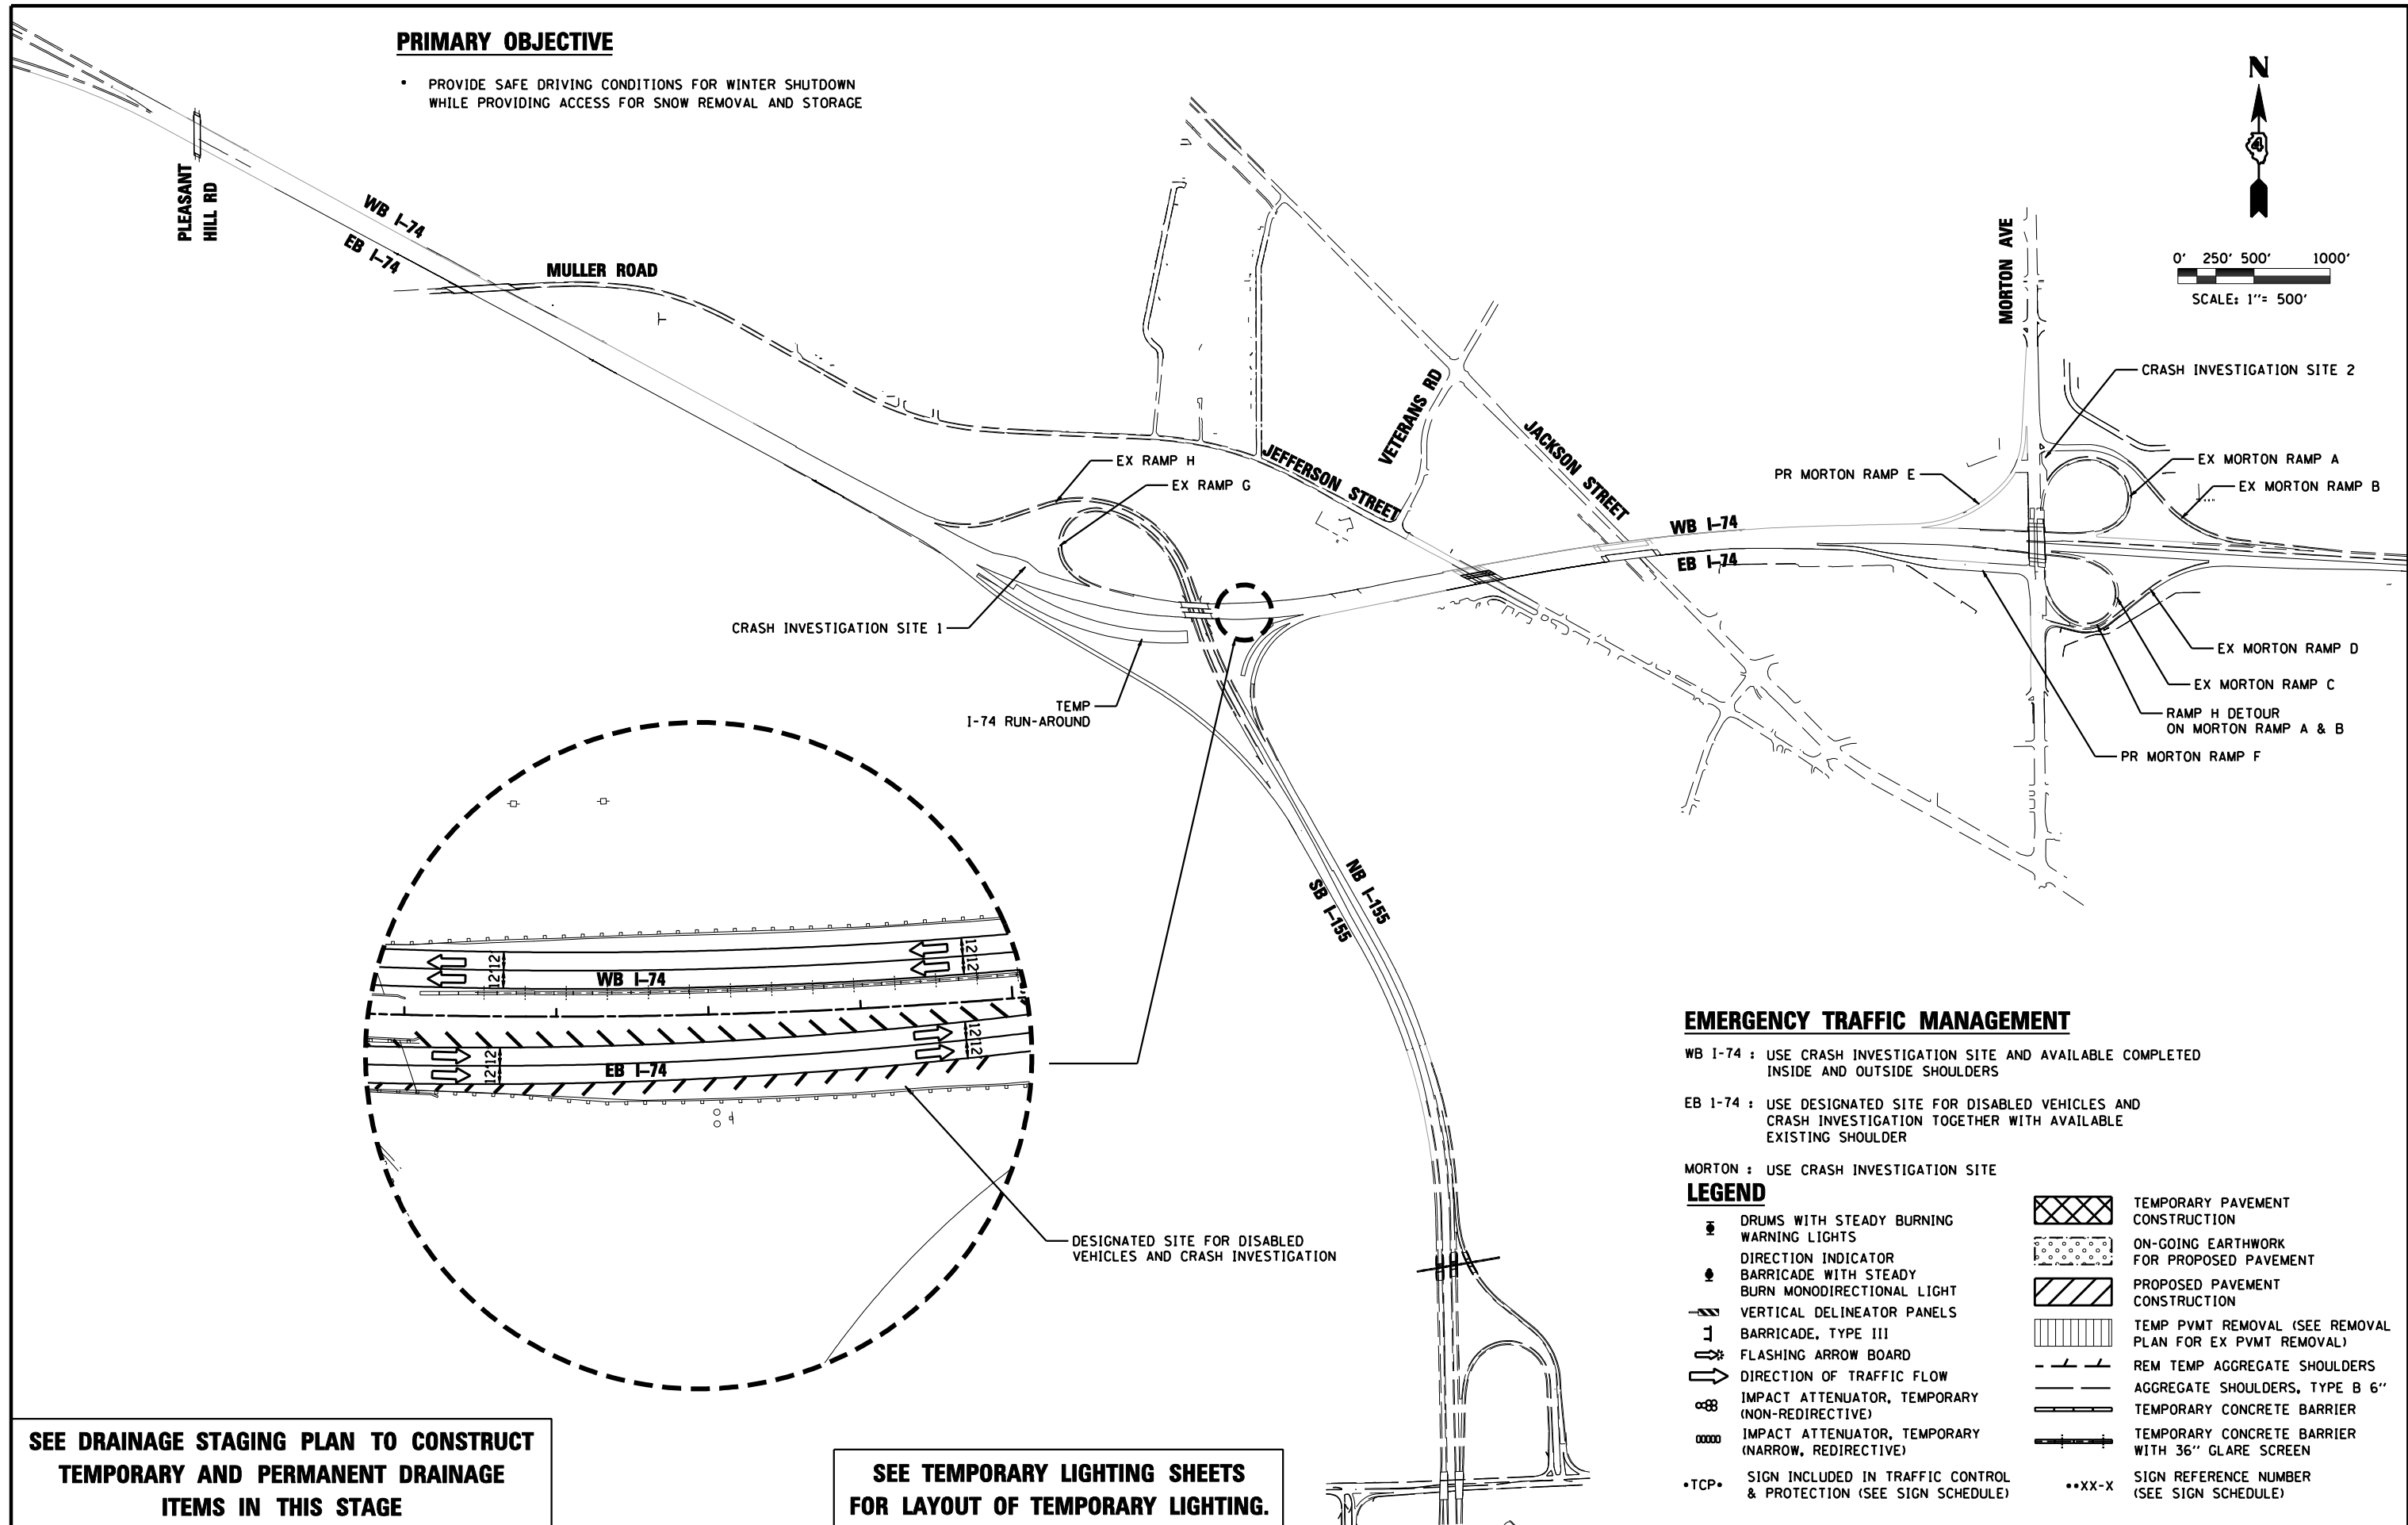 PRIMARY OBJECTIVE
• PROVIDE SAFE DRIVING CONDITIONS FOR WINTER SHUTDOWN
WHILE PROVIDING ACCESS FOR SNOW REMOVAL AND STORAGE
N
4
0' 250' 500' 1000'
SCALE: 1"= 500'
PLEASANT
HILL RD
WB I-74
EB I-74
MULLER ROAD
MORTON AVE
CRASH INVESTIGATION SITE 2
VETERANS RD
JACKSON STREET
JEFFERSON STREET
EX RAMP H
EX RAMP G
PR MORTON RAMP E
EX MORTON RAMP A
EX MORTON RAMP B
WB I-74
EB I-74
CRASH INVESTIGATION SITE 1
TEMP
I-74 RUN-AROUND
EX MORTON RAMP D
EX MORTON RAMP C
RAMP H DETOUR
ON MORTON RAMP A & B
PR MORTON RAMP F
NB I-155
SB I-155
12'
12'
12'
12'
WB I-74
12'
12'
12'
12'
EB I-74
DESIGNATED SITE FOR DISABLED
VEHICLES AND CRASH INVESTIGATION
EMERGENCY TRAFFIC MANAGEMENT
WB I-74 : USE CRASH INVESTIGATION SITE AND AVAILABLE COMPLETED
INSIDE AND OUTSIDE SHOULDERS
EB I-74 : USE DESIGNATED SITE FOR DISABLED VEHICLES AND
CRASH INVESTIGATION TOGETHER WITH AVAILABLE
EXISTING SHOULDER
MORTON : USE CRASH INVESTIGATION SITE
LEGEND
DRUMS WITH STEADY BURNING
WARNING LIGHTS
DIRECTION INDICATOR
BARRICADE WITH STEADY
BURN MONODIRECTIONAL LIGHT
VERTICAL DELINEATOR PANELS
BARRICADE, TYPE III
FLASHING ARROW BOARD
DIRECTION OF TRAFFIC FLOW
IMPACT ATTENUATOR, TEMPORARY
(NON-REDIRECTIVE)
IMPACT ATTENUATOR, TEMPORARY
(NARROW, REDIRECTIVE)
•TCP• SIGN INCLUDED IN TRAFFIC CONTROL
& PROTECTION (SEE SIGN SCHEDULE)
TEMPORARY PAVEMENT
CONSTRUCTION
ON-GOING EARTHWORK
FOR PROPOSED PAVEMENT
PROPOSED PAVEMENT
CONSTRUCTION
TEMP PVMT REMOVAL (SEE REMOVAL
PLAN FOR EX PVMT REMOVAL)
REM TEMP AGGREGATE SHOULDERS
AGGREGATE SHOULDERS, TYPE B 6"
TEMPORARY CONCRETE BARRIER
TEMPORARY CONCRETE BARRIER
WITH 36" GLARE SCREEN
••XX-X SIGN REFERENCE NUMBER
(SEE SIGN SCHEDULE)
SEE DRAINAGE STAGING PLAN TO CONSTRUCT
TEMPORARY AND PERMANENT DRAINAGE
ITEMS IN THIS STAGE
SEE TEMPORARY LIGHTING SHEETS
FOR LAYOUT OF TEMPORARY LIGHTING.